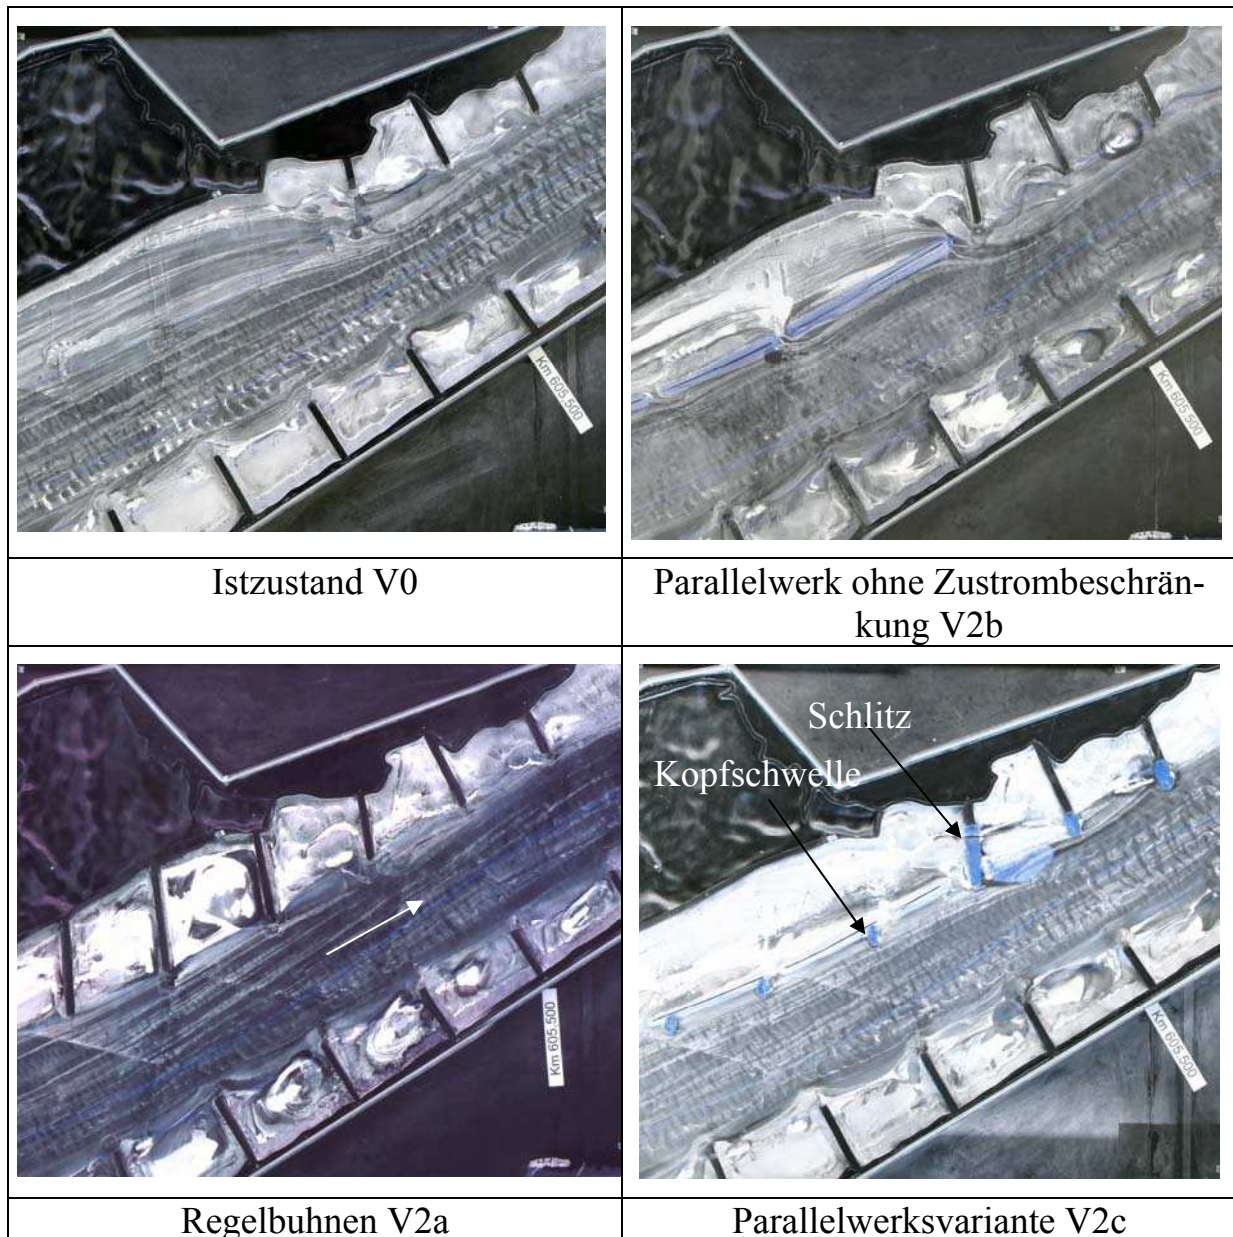 Km 605.500
Km 605.500
Istzustand V0
Parallelwerk ohne Zustrombeschrän-
kung V2b
Km 605.500
Schlitz
Kopfschwelle
Km 605.500
Regelbuhnen V2a
Parallelwerksvariante V2c